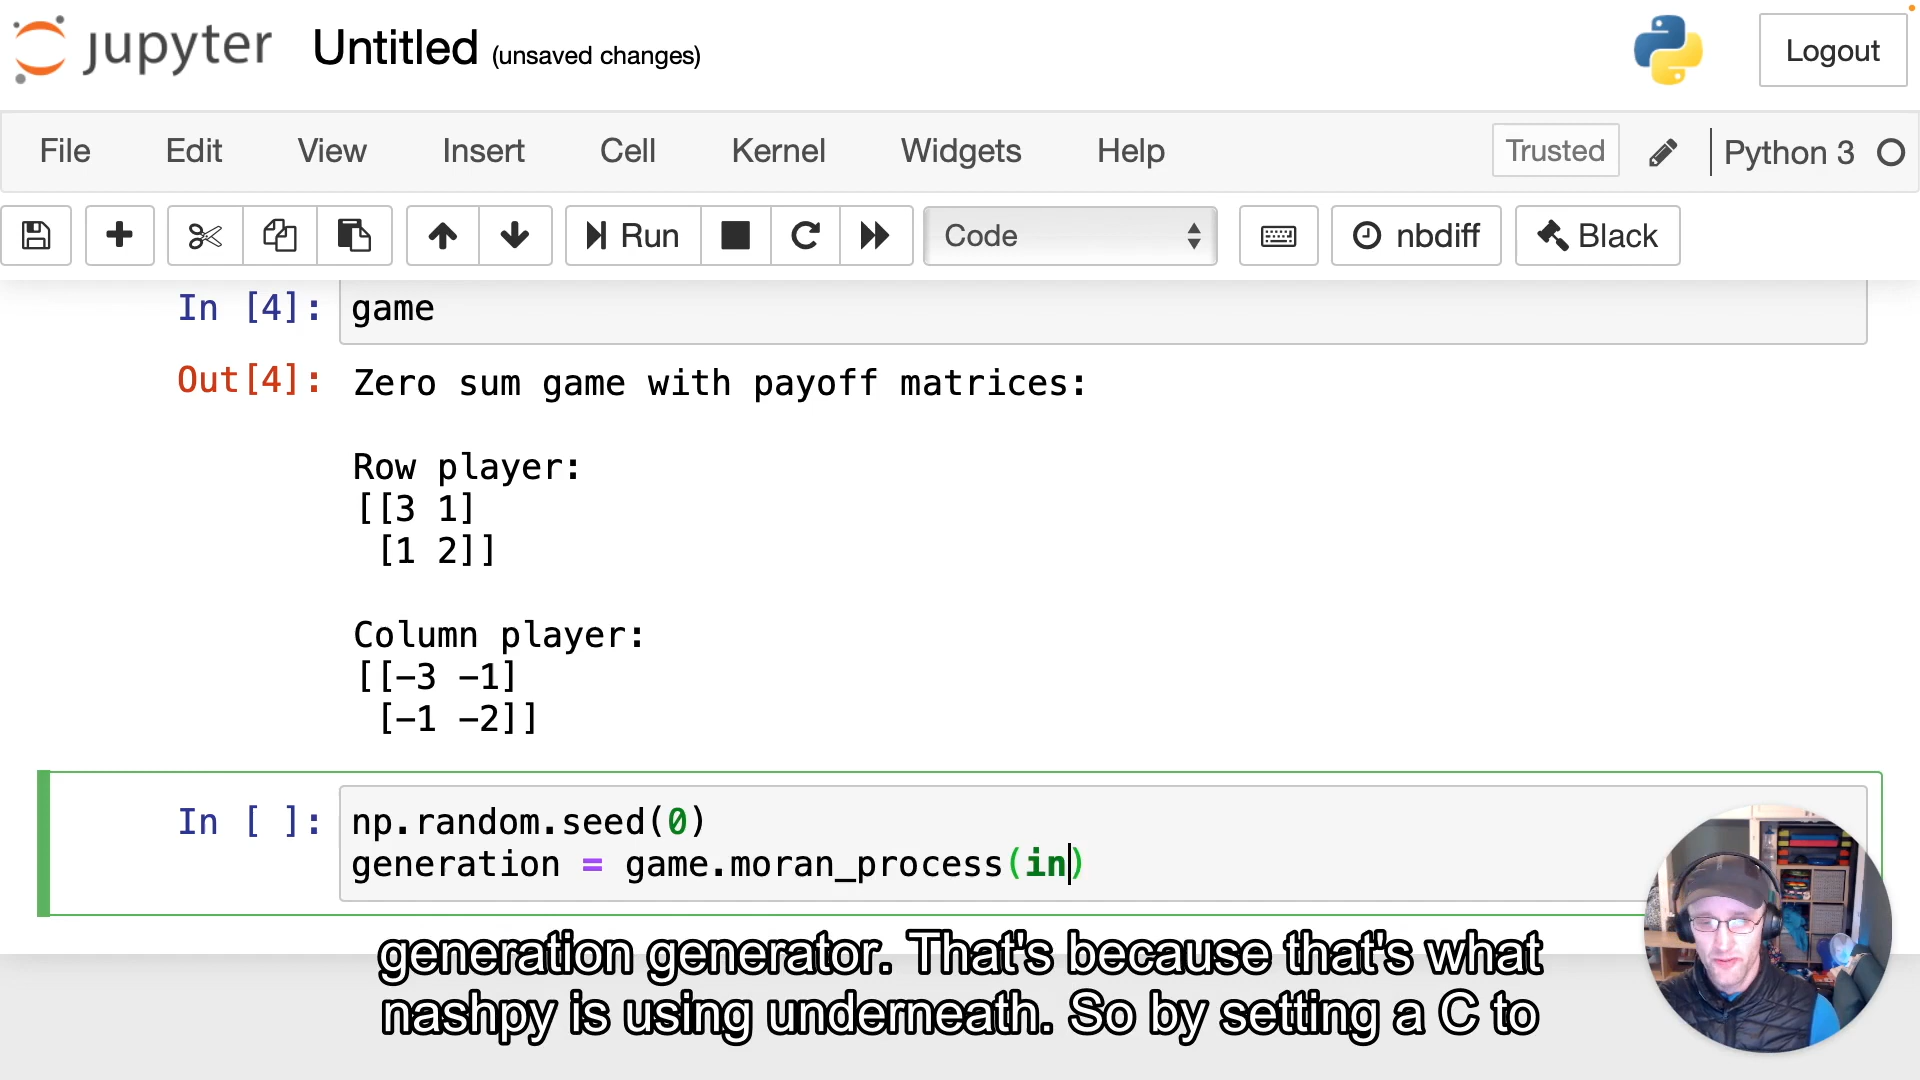 jupyter Untitled (unsaved changes) Logout
File Edit View Insert Cell Kernel Widgets Help Trusted Python 3
Run Code nbdiff Black
In [4]: game
Out[4]: Zero sum game with payoff matrices:
Row player:
[[3 1]
[1 2]]
Column player:
[[-3 -1]
[-1 -2]]
In [ ]: np.random.seed(0)
generation = game.moran_process(in)
generation generator. That's because that's what
nashpy is using underneath. So by setting a C to